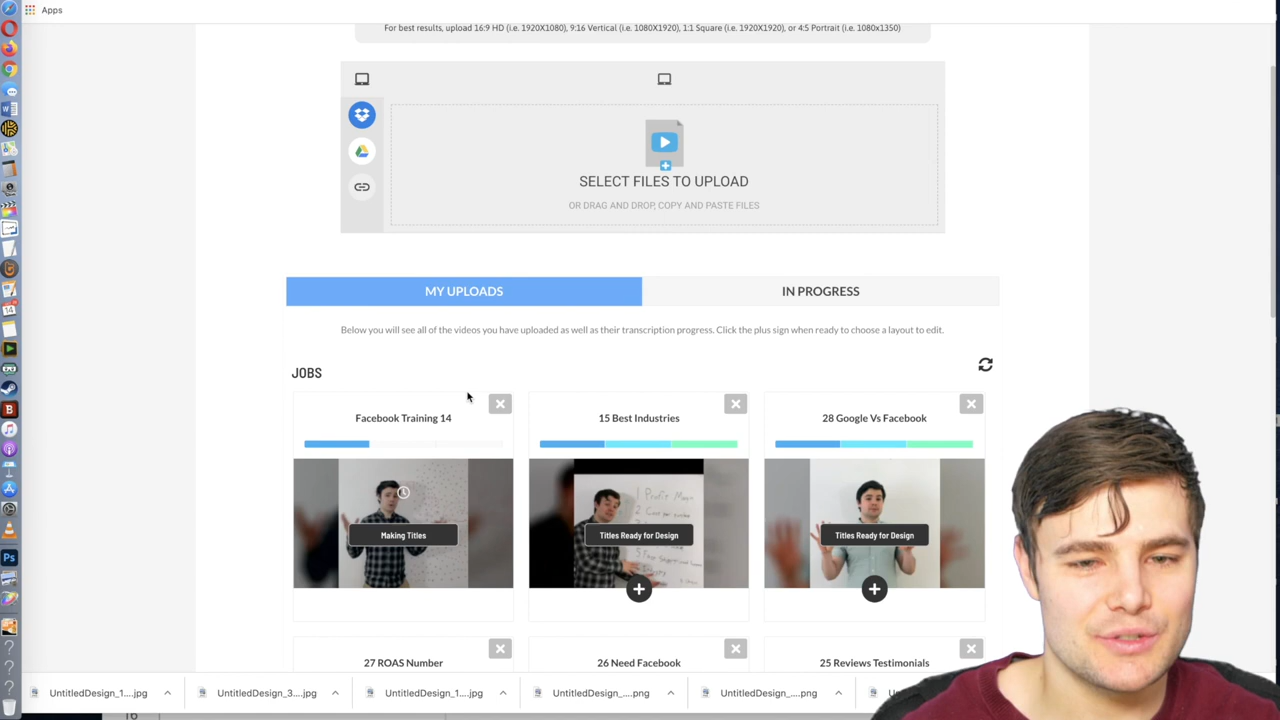 Apps
For best results, upload 16:9 HD (i.e. 1920X1080), 9:16 Vertical (i.e. 1080X1920), 1:1 Square (i.e. 1920X1920), or 4:5 Portrait (i.e. 1080x1350)
SELECT FILES TO UPLOAD
OR DRAG AND DROP, COPY AND PASTE FILES
MY UPLOADS
IN PROGRESS
Below you will see all of the videos you have uploaded as well as their transcription progress. Click the plus sign when ready to choose a layout to edit.
JOBS
Facebook Training 14
15 Best Industries
28 Google Vs Facebook
Making Titles
Titles Ready for Design
Titles Ready for Design
27 ROAS Number
26 Need Facebook
25 Reviews Testimonials
UntitledDesign_1....jpg
UntitledDesign_3....jpg
UntitledDesign_1....jpg
UntitledDesign_....png
UntitledDesign_....png
16